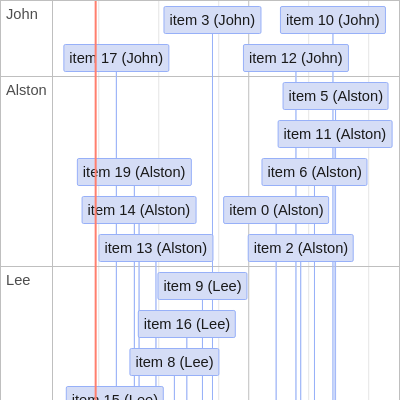 John
item 3 (John)
item 10 (John)
item 17 (John)
item 12 (John)
Alston
item 5 (Alston)
item 11 (Alston)
item 19 (Alston)
item 6 (Alston)
item 14 (Alston)
item 0 (Alston)
item 13 (Alston)
item 2 (Alston)
Lee
item 9 (Lee)
item 16 (Lee)
item 8 (Lee)
item 15 (Lee)